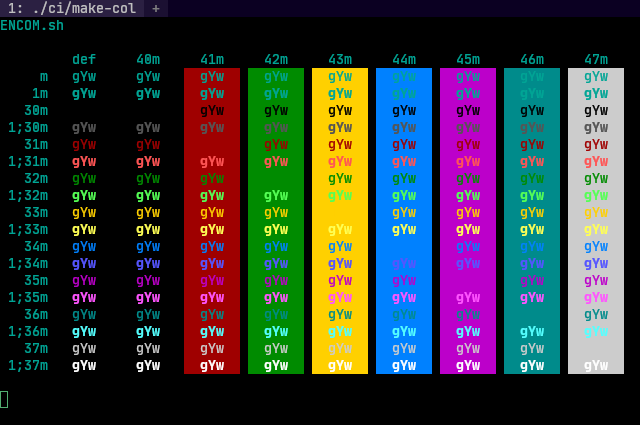 1: ./ci/make-col +
ENCOM.sh
def 40m 41m 42m 43m 44m 45m 46m 47m
m gYw gYw gYw gYw gYw gYw gYw gYw gYw
1m gYw gYw gYw gYw gYw gYw gYw gYw gYw
30m gYw gYw gYw gYw gYw gYw gYw
1;30m gYw gYw gYw gYw gYw gYw gYw gYw gYw
31m gYw gYw gYw gYw gYw gYw gYw gYw
1;31m gYw gYw gYw gYw gYw gYw gYw gYw gYw
32m gYw gYw gYw gYw gYw gYw gYw gYw
1;32m gYw gYw gYw gYw gYw gYw gYw gYw gYw
33m gYw gYw gYw gYw gYw gYw gYw gYw
1;33m gYw gYw gYw gYw gYw gYw gYw gYw gYw
34m gYw gYw gYw gYw gYw gYw gYw gYw
1;34m gYw gYw gYw gYw gYw gYw gYw gYw gYw
35m gYw gYw gYw gYw gYw gYw gYw gYw
1;35m gYw gYw gYw gYw gYw gYw gYw gYw gYw
36m gYw gYw gYw gYw gYw gYw gYw gYw
1;36m gYw gYw gYw gYw gYw gYw gYw gYw gYw
37m gYw gYw gYw gYw gYw gYw gYw gYw
1;37m gYw gYw gYw gYw gYw gYw gYw gYw gYw